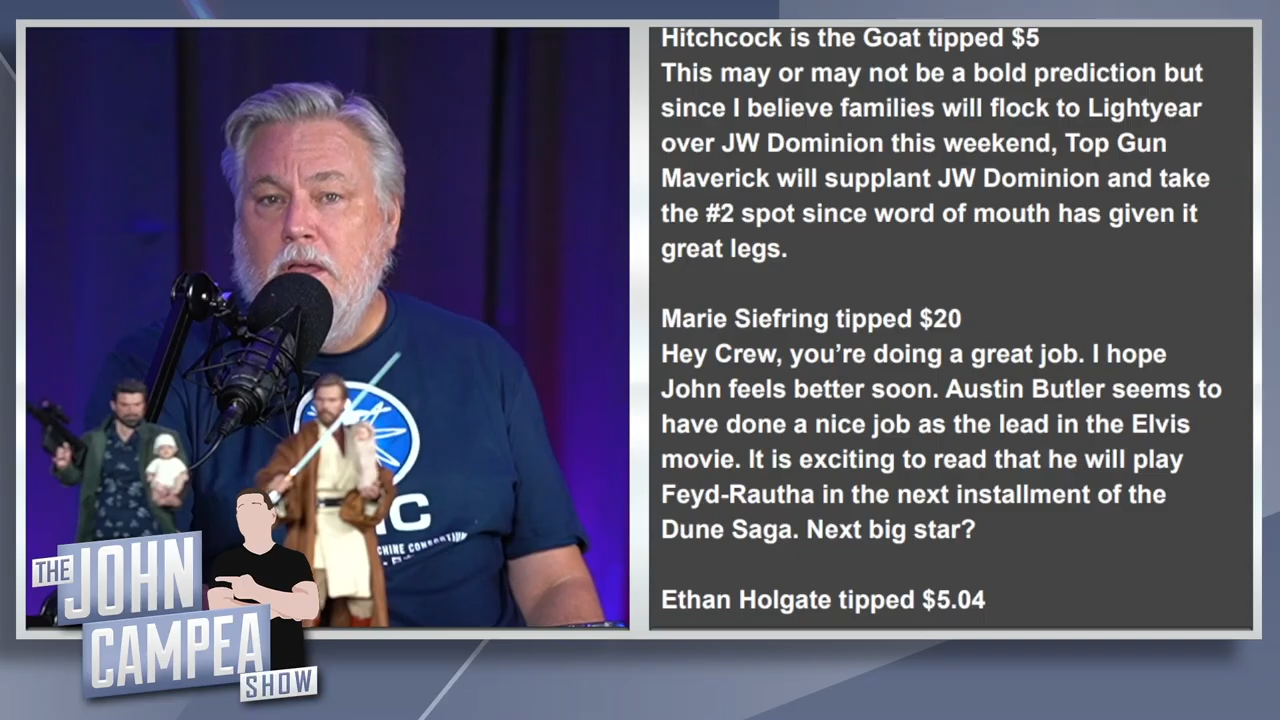 Hitchcock is the Goat tipped $5
This may or may not be a bold prediction but
since I believe families will flock to Lightyear
over JW Dominion this weekend, Top Gun
Maverick will supplant JW Dominion and take
the #2 spot since word of mouth has given it
great legs.
Marie Siefring tipped $20
Hey Crew, you’re doing a great job. I hope
John feels better soon. Austin Butler seems to
have done a nice job as the lead in the Elvis
movie. It is exciting to read that he will play
Feyd-Rautha in the next installment of the
Dune Saga. Next big star?
Ethan Holgate tipped $5.04
THE
JOHN
CAMPEA
SHOW